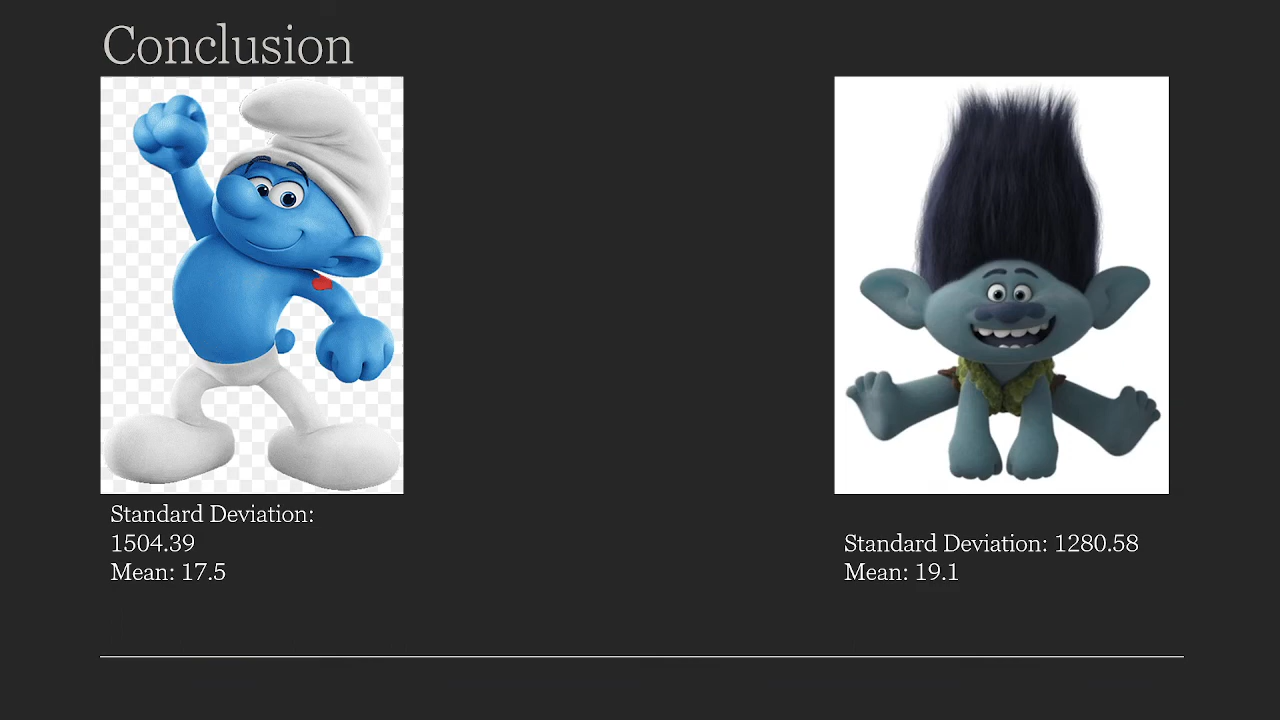 Conclusion
Standard Deviation:
1504.39
Mean: 17.5
Standard Deviation: 1280.58
Mean: 19.1